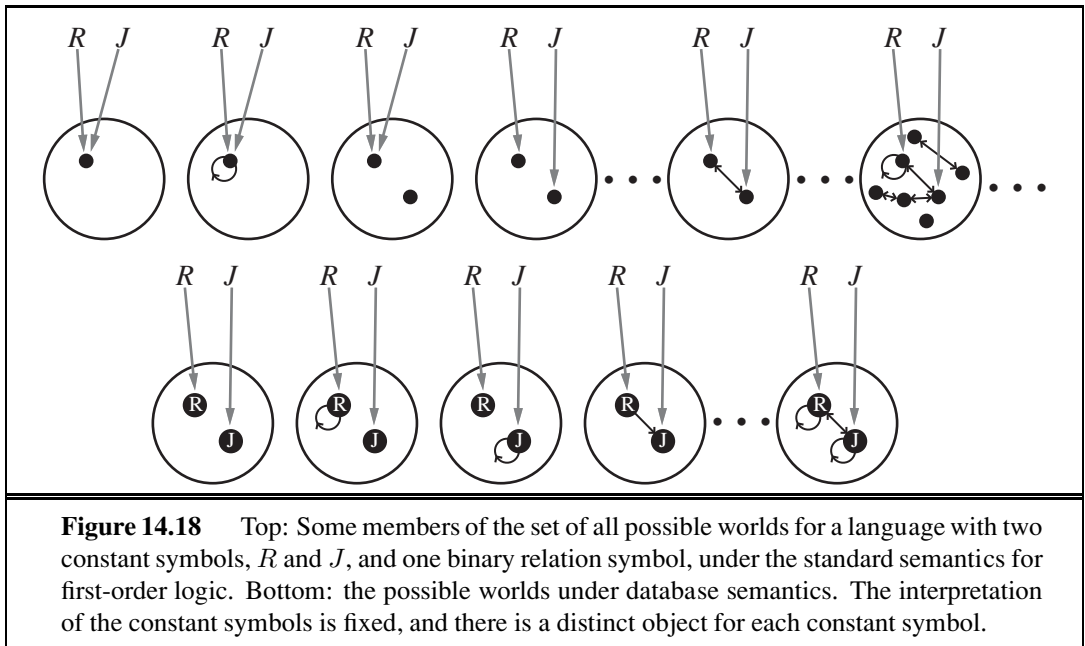 R J R J R J R J R J R J
R J R J R J R J R J
R R R R R
J J J J J
Figure 14.18 Top: Some members of the set of all possible worlds for a language with two
constant symbols, R and J, and one binary relation symbol, under the standard semantics for
first-order logic. Bottom: the possible worlds under database semantics. The interpretation
of the constant symbols is fixed, and there is a distinct object for each constant symbol.